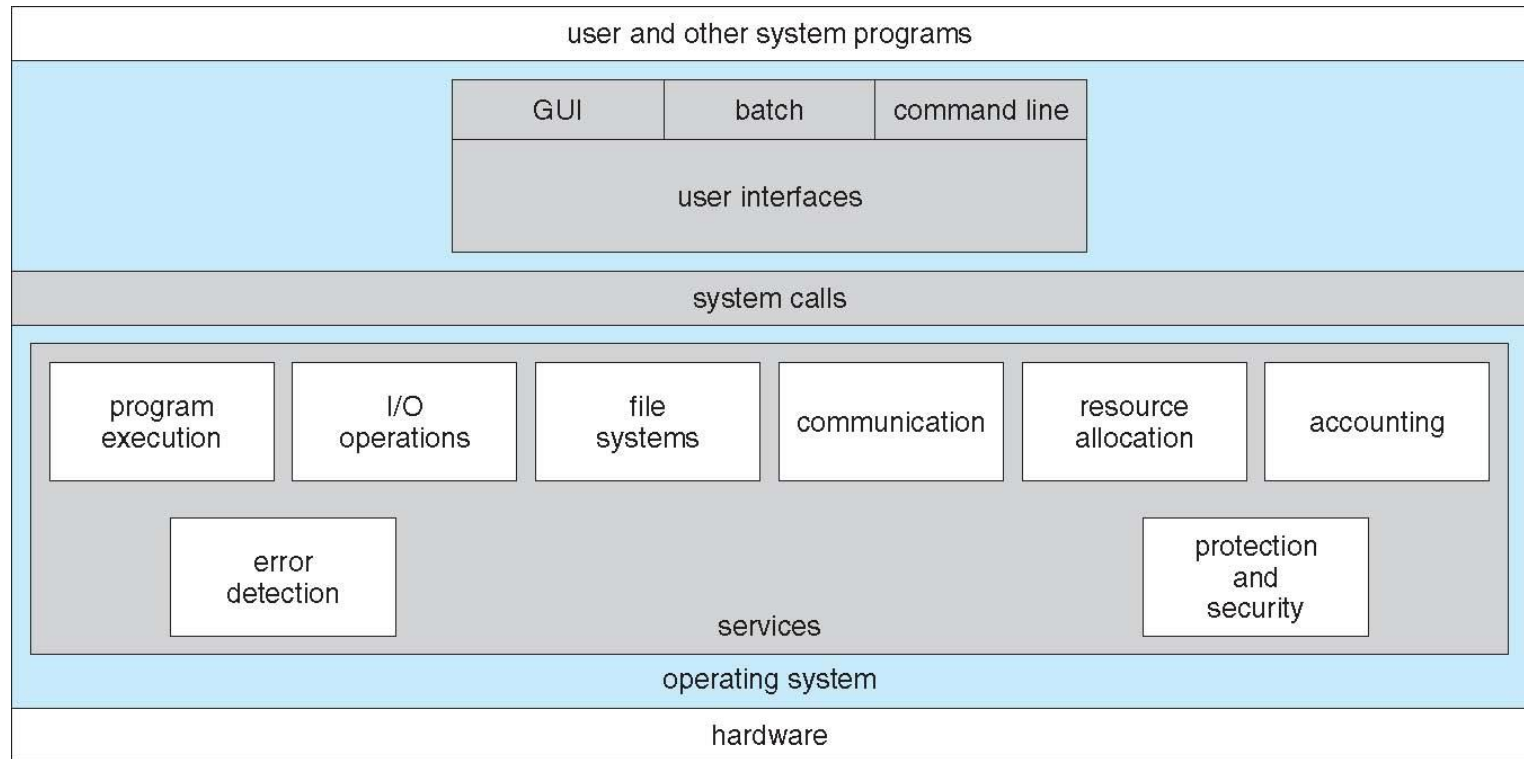 user and other system programs
GUI
batch
command line
user interfaces
system calls
program
execution
I/O
operations
file
systems
communication
resource
allocation
accounting
error
detection
protection
and
security
services
operating system
hardware